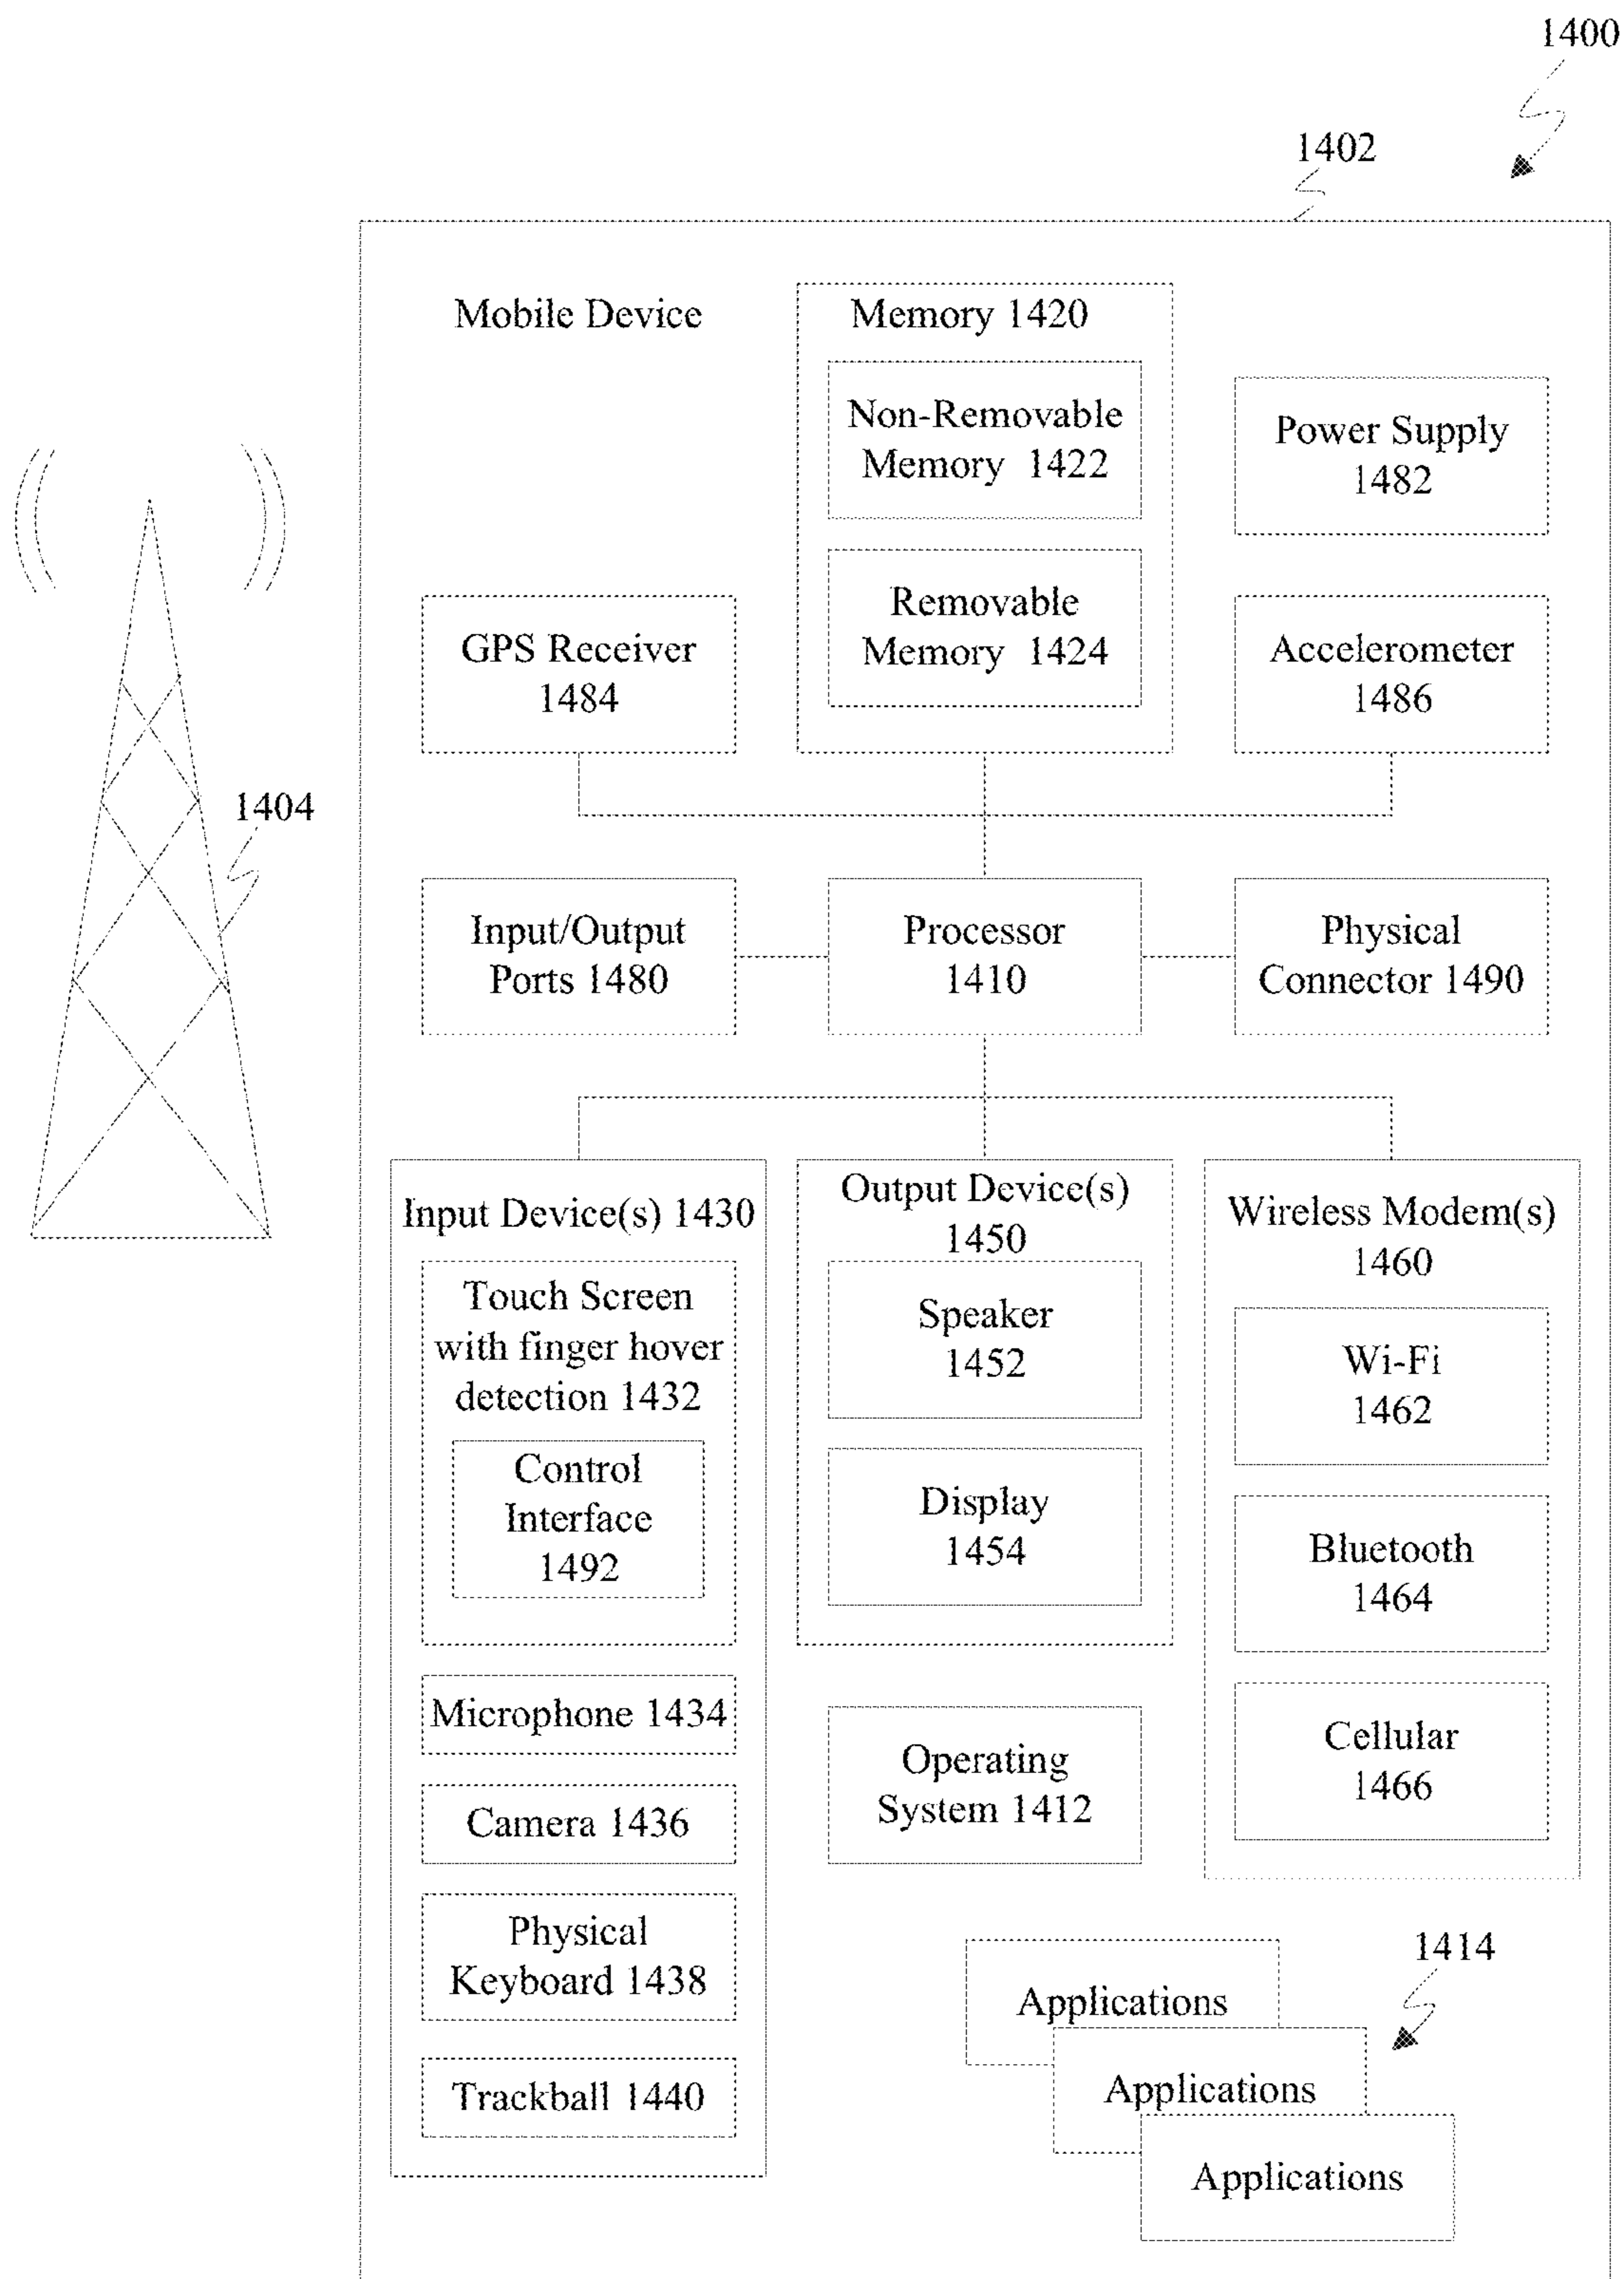 1400
1402
Mobile Device
Memory 1420
Non-Removable
Memory 1422
Power Supply
1482
GPS Receiver
1484
Removable
Memory 1424
Accelerometer
1486
1404
Input/Output
Ports 1480
Processor
1410
Physical
Connector 1490
Input Device(s) 1430
Touch Screen
with finger hover
detection 1432
Control
Interface
1492
Microphone 1434
Camera 1436
Physical
Keyboard 1438
Trackball 1440
Output Device(s)
1450
Speaker
1452
Display
1454
Operating
System 1412
Wireless Modem(s)
1460
Wi-Fi
1462
Bluetooth
1464
Cellular
1466
1414
Applications
Applications
Applications